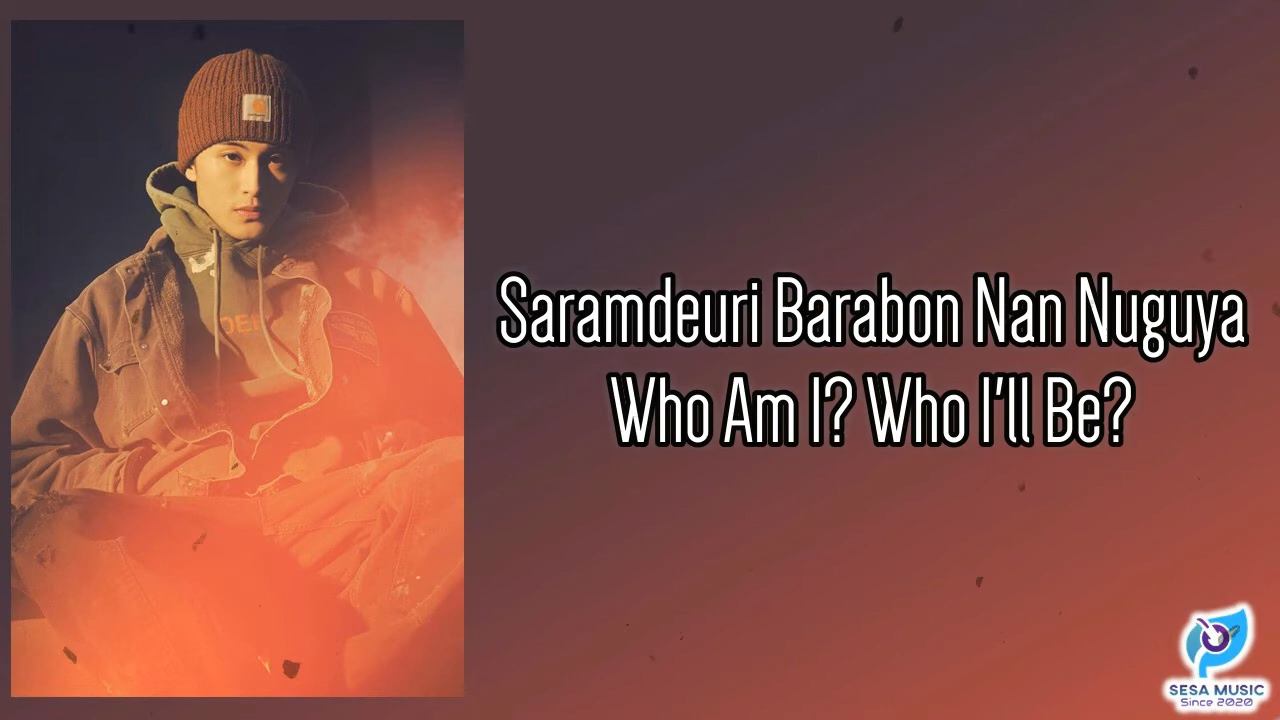 Saramdeuri Barabon Nan Nuguya
Who Am I? Who I'll Be?
SESA MUSIC
Since 2020